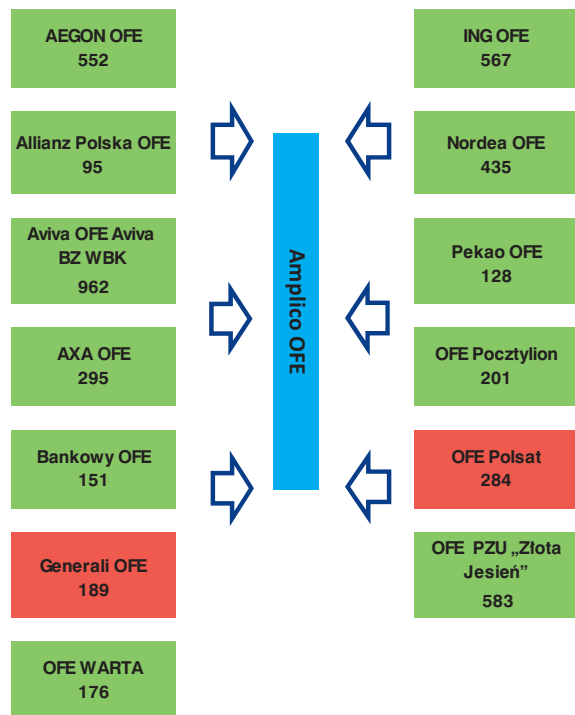 AEGON OFE
552
Allianz Polska OFE
95
Aviva OFE Aviva
BZ WBK
962
AXA OFE
295
Bankowy OFE
151
Generali OFE
189
OFE WARTA
176
Amplico OFE
ING OFE
567
Nordea OFE
435
Pekao OFE
128
OFE Pocztylion
201
OFE Polsat
284
OFE PZU „Złota
Jesień”
583